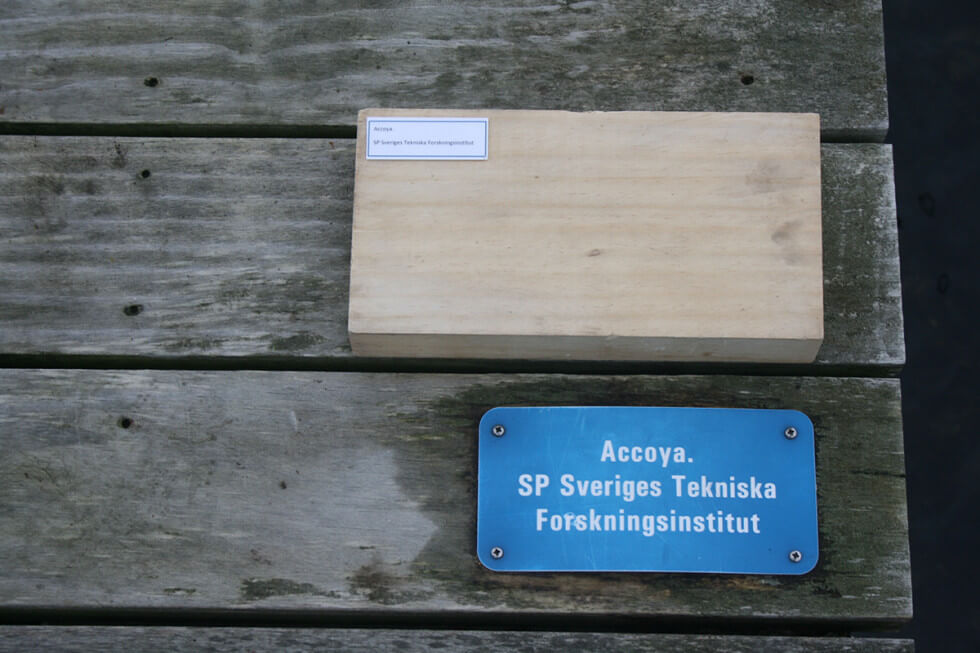 Accoya.
SP Sveriges Tekniska Forskningsinstitut
Accoya.
SP Sveriges Tekniska
Forskningsinstitut